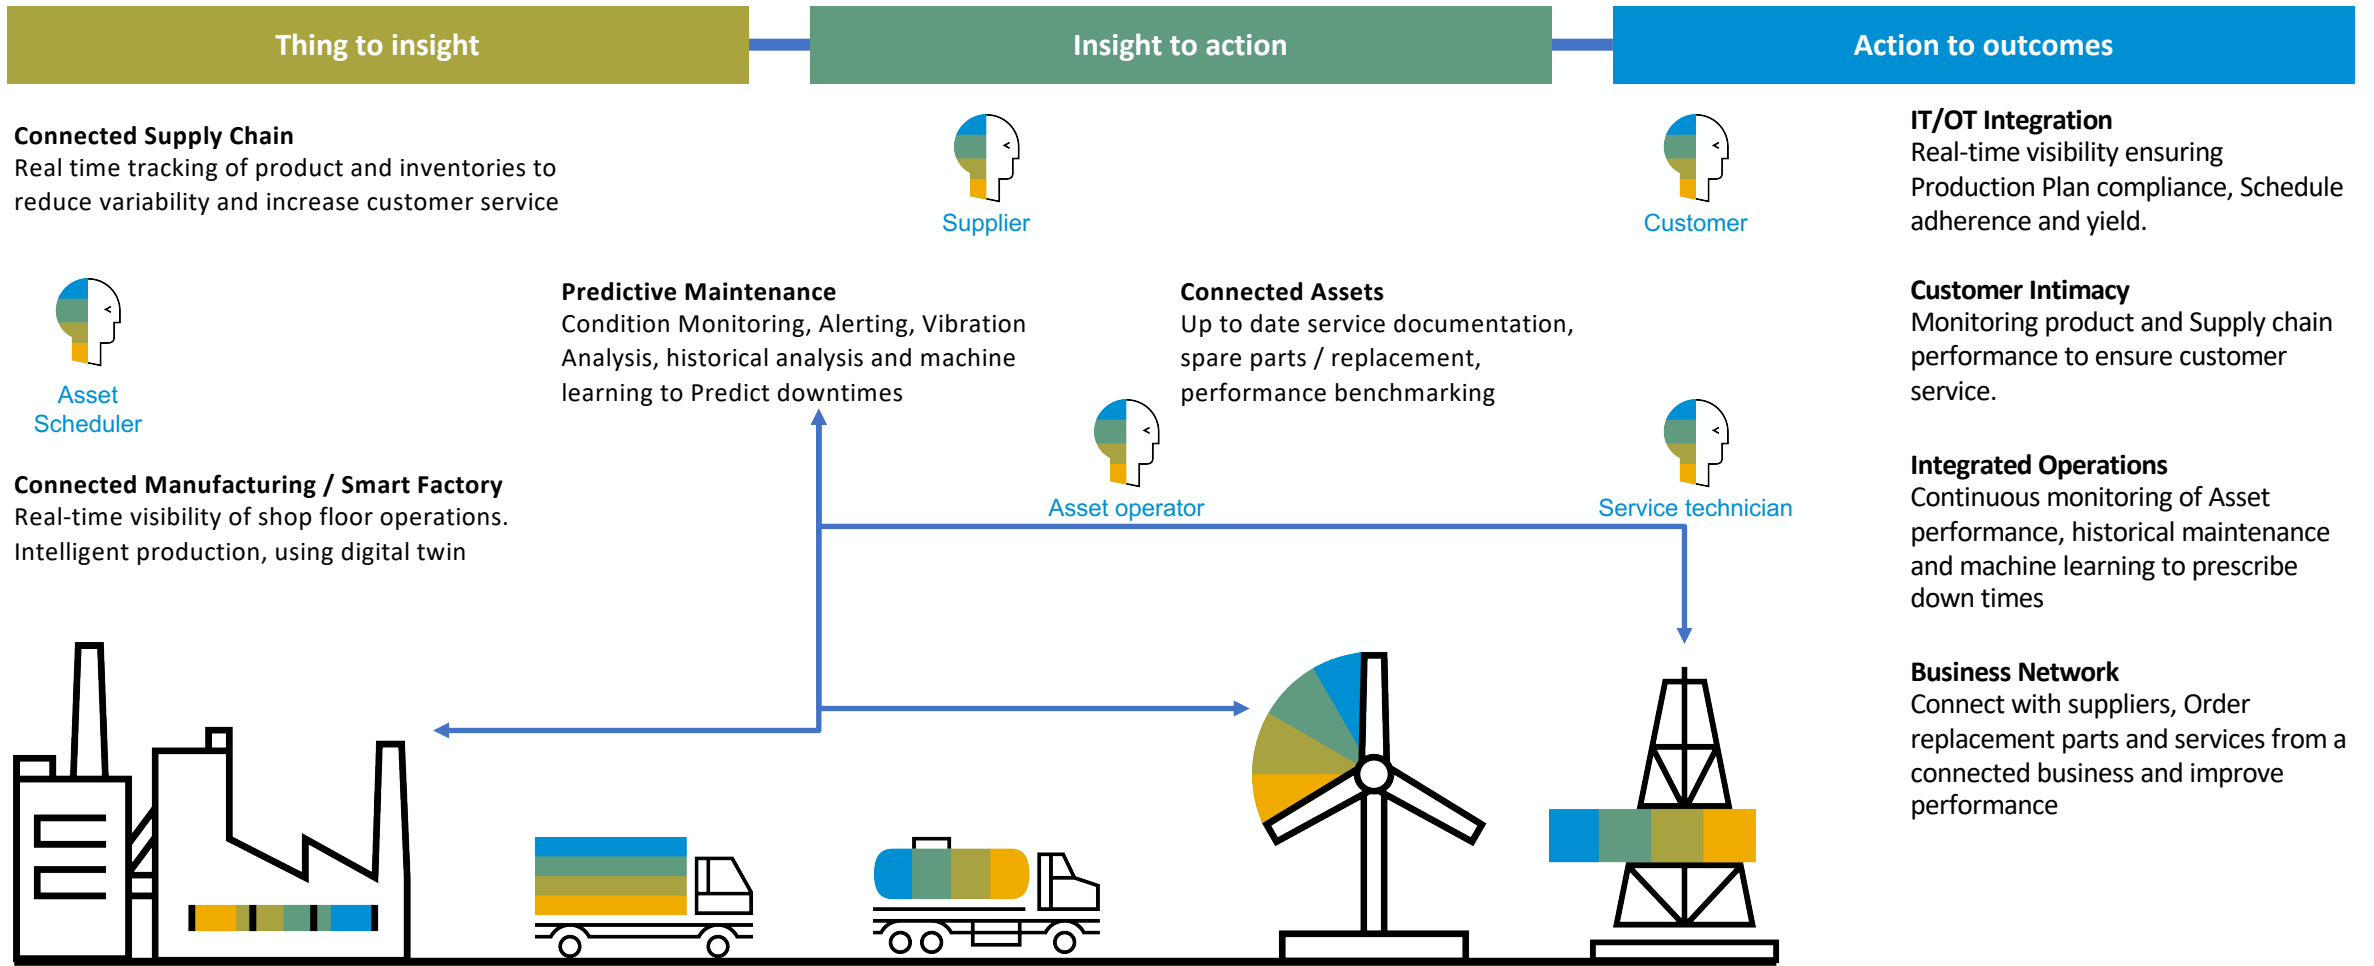 Thing to insight
Insight to action
Action to outcomes
Connected Supply Chain
Real time tracking of product and inventories to
reduce variability and increase customer service
Supplier
Customer
IT/OT Integration
Real-time visibility ensuring
Production Plan compliance, Schedule
adherence and yield.
Asset
Scheduler
Predictive Maintenance
Condition Monitoring, Alerting, Vibration
Analysis, historical analysis and machine
learning to Predict downtimes
Connected Assets
Up to date service documentation,
spare parts / replacement,
performance benchmarking
Customer Intimacy
Monitoring product and Supply chain
performance to ensure customer
service.
Asset operator
Service technician
Connected Manufacturing / Smart Factory
Real-time visibility of shop floor operations.
Intelligent production, using digital twin
Integrated Operations
Continuous monitoring of Asset
performance, historical maintenance
and machine learning to prescribe
down times
Business Network
Connect with suppliers, Order
replacement parts and services from a
connected business and improve
performance